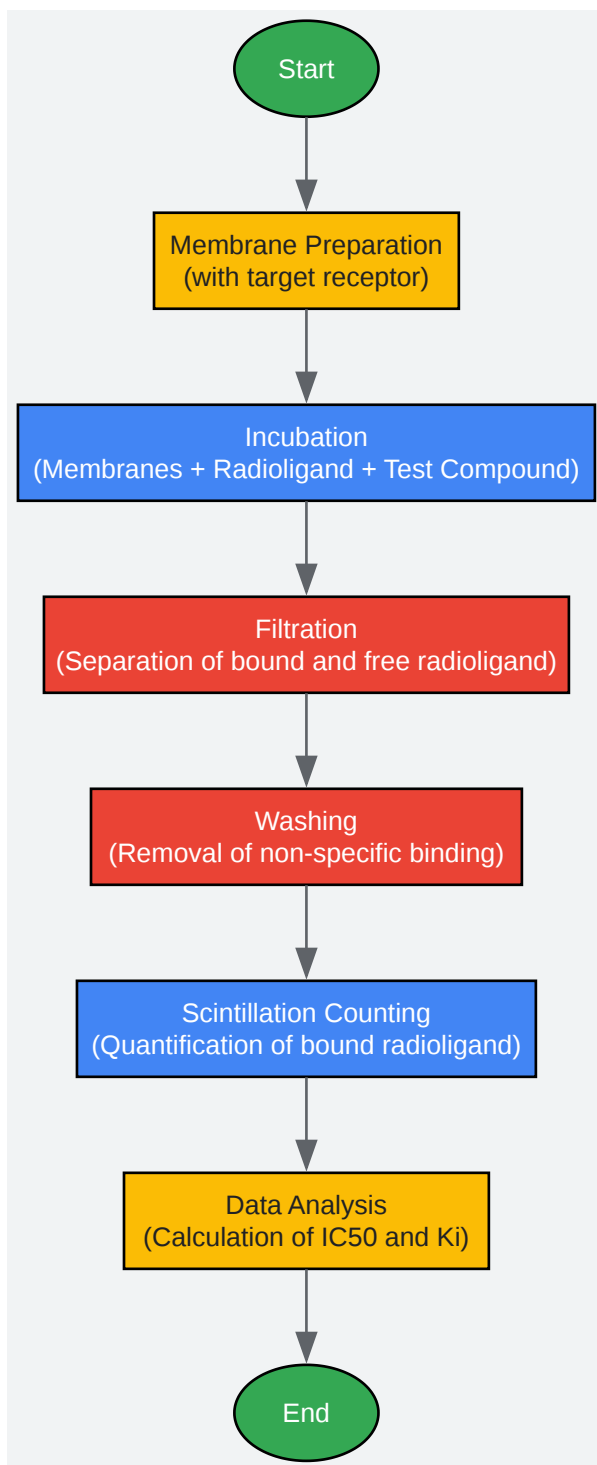 Start
Membrane Preparation
(with target receptor)
Incubation
(Membranes + Radioligand + Test Compound)
Filtration
(Separation of bound and free radioligand)
Washing
(Removal of non-specific binding)
Scintillation Counting
(Quantification of bound radioligand)
Data Analysis
(Calculation of IC50 and Ki)
End